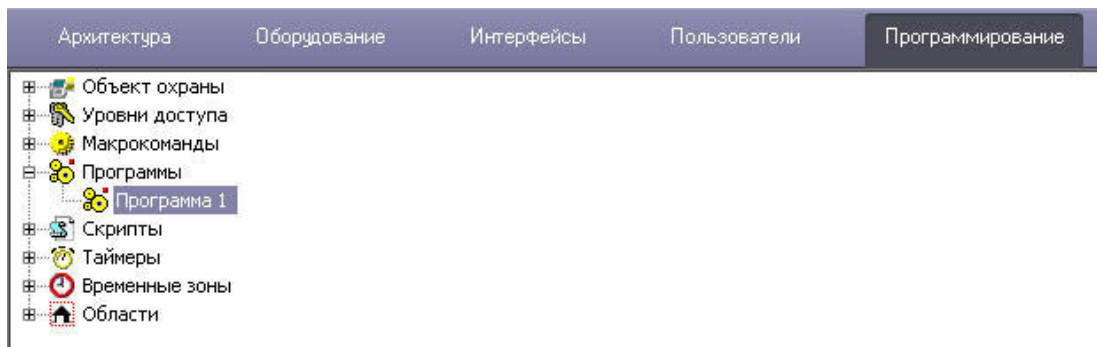 Архитектура Оборудование Интерфейсы Пользователи Программирование
Объект охраны
Уровни доступа
Макрокоманды
Программы
Программа 1
Скрипты
Таймеры
Временные зоны
Области